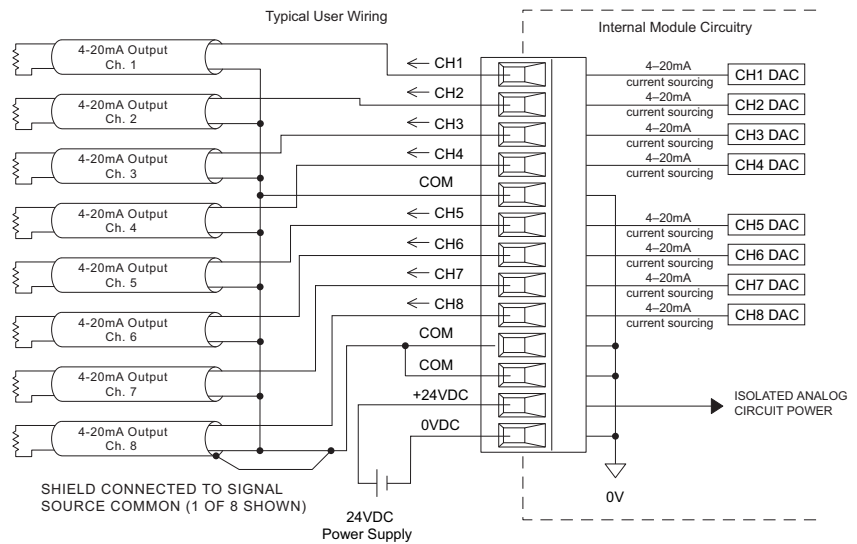 Typical User Wiring
Internal Module Circuitry
4-20mA Output
Ch. 1
4-20mA Output
Ch. 2
4-20mA Output
Ch. 3
4-20mA Output
Ch. 4
4-20mA Output
Ch. 5
4-20mA Output
Ch. 6
4-20mA Output
Ch. 7
4-20mA Output
Ch. 8
SHIELD CONNECTED TO SIGNAL
SOURCE COMMON (1 OF 8 SHOWN)
CH1
CH2
CH3
CH4
COM
CH5
CH6
CH7
CH8
COM
COM
+24VDC
0VDC
24VDC
Power Supply
4–20mA
current sourcing
CH1 DAC
4–20mA
current sourcing
CH2 DAC
4–20mA
current sourcing
CH3 DAC
4–20mA
current sourcing
CH4 DAC
4–20mA
current sourcing
CH5 DAC
4–20mA
current sourcing
CH6 DAC
4–20mA
current sourcing
CH7 DAC
4–20mA
current sourcing
CH8 DAC
ISOLATED ANALOG
CIRCUIT POWER
0V